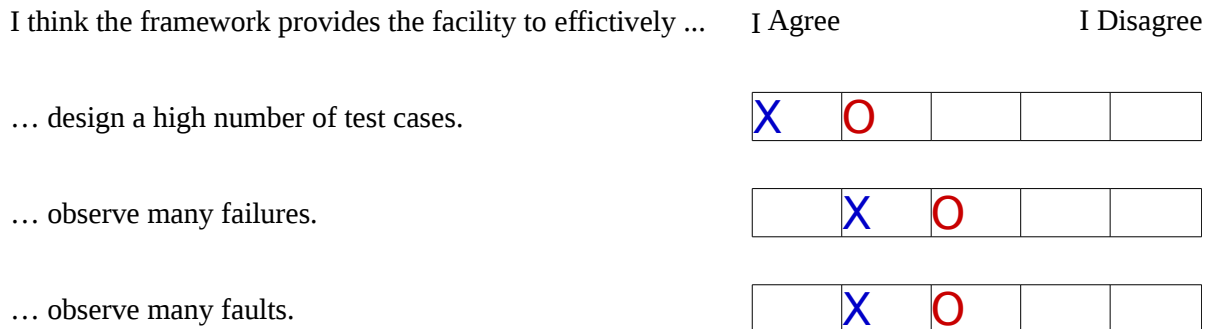 I think the framework provides the facility to effictively ... I Agree I Disagree
… design a high number of test cases. X O
… observe many failures. X O
… observe many faults. X O